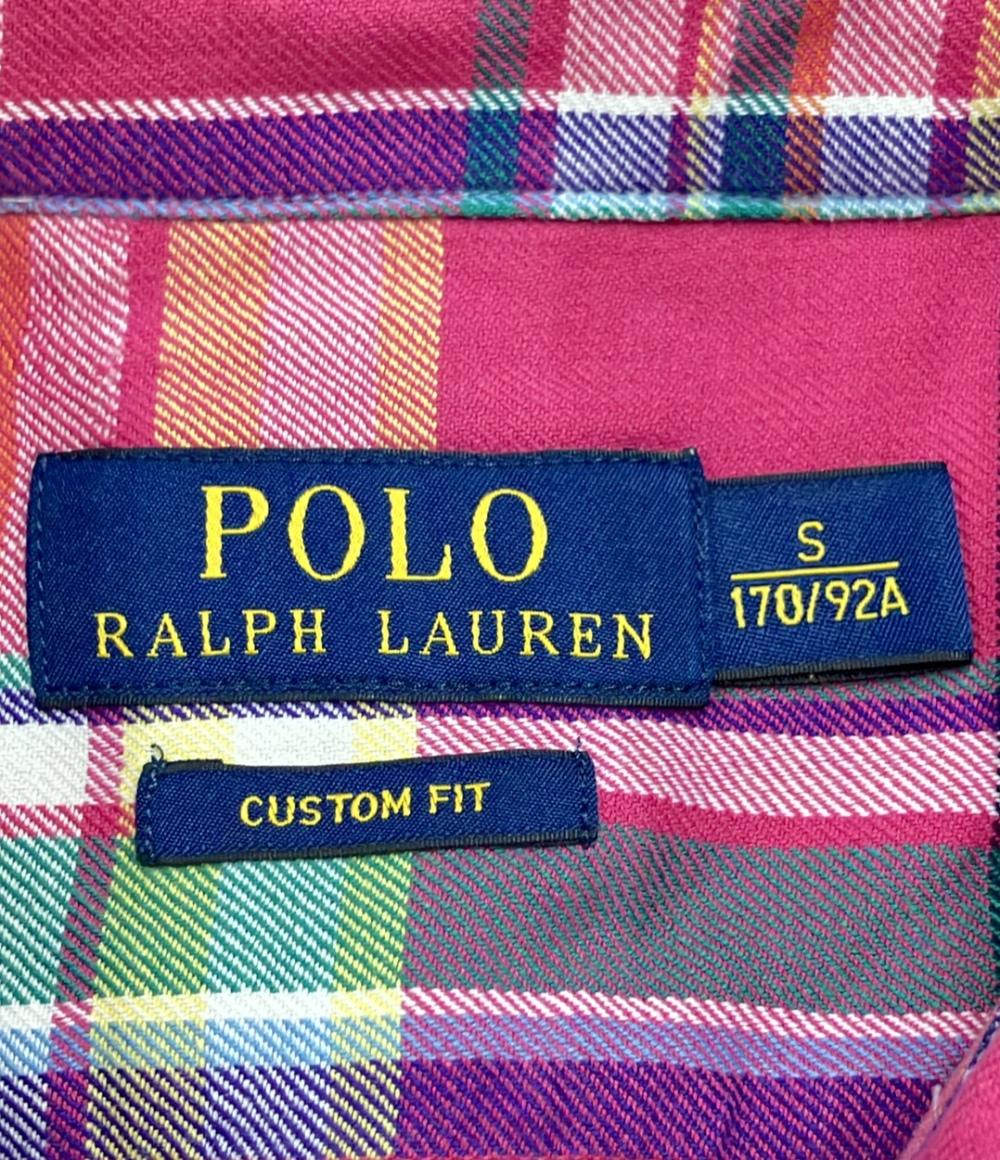 POLO
RALPH LAUREN
S
170/92A
CUSTOM FIT